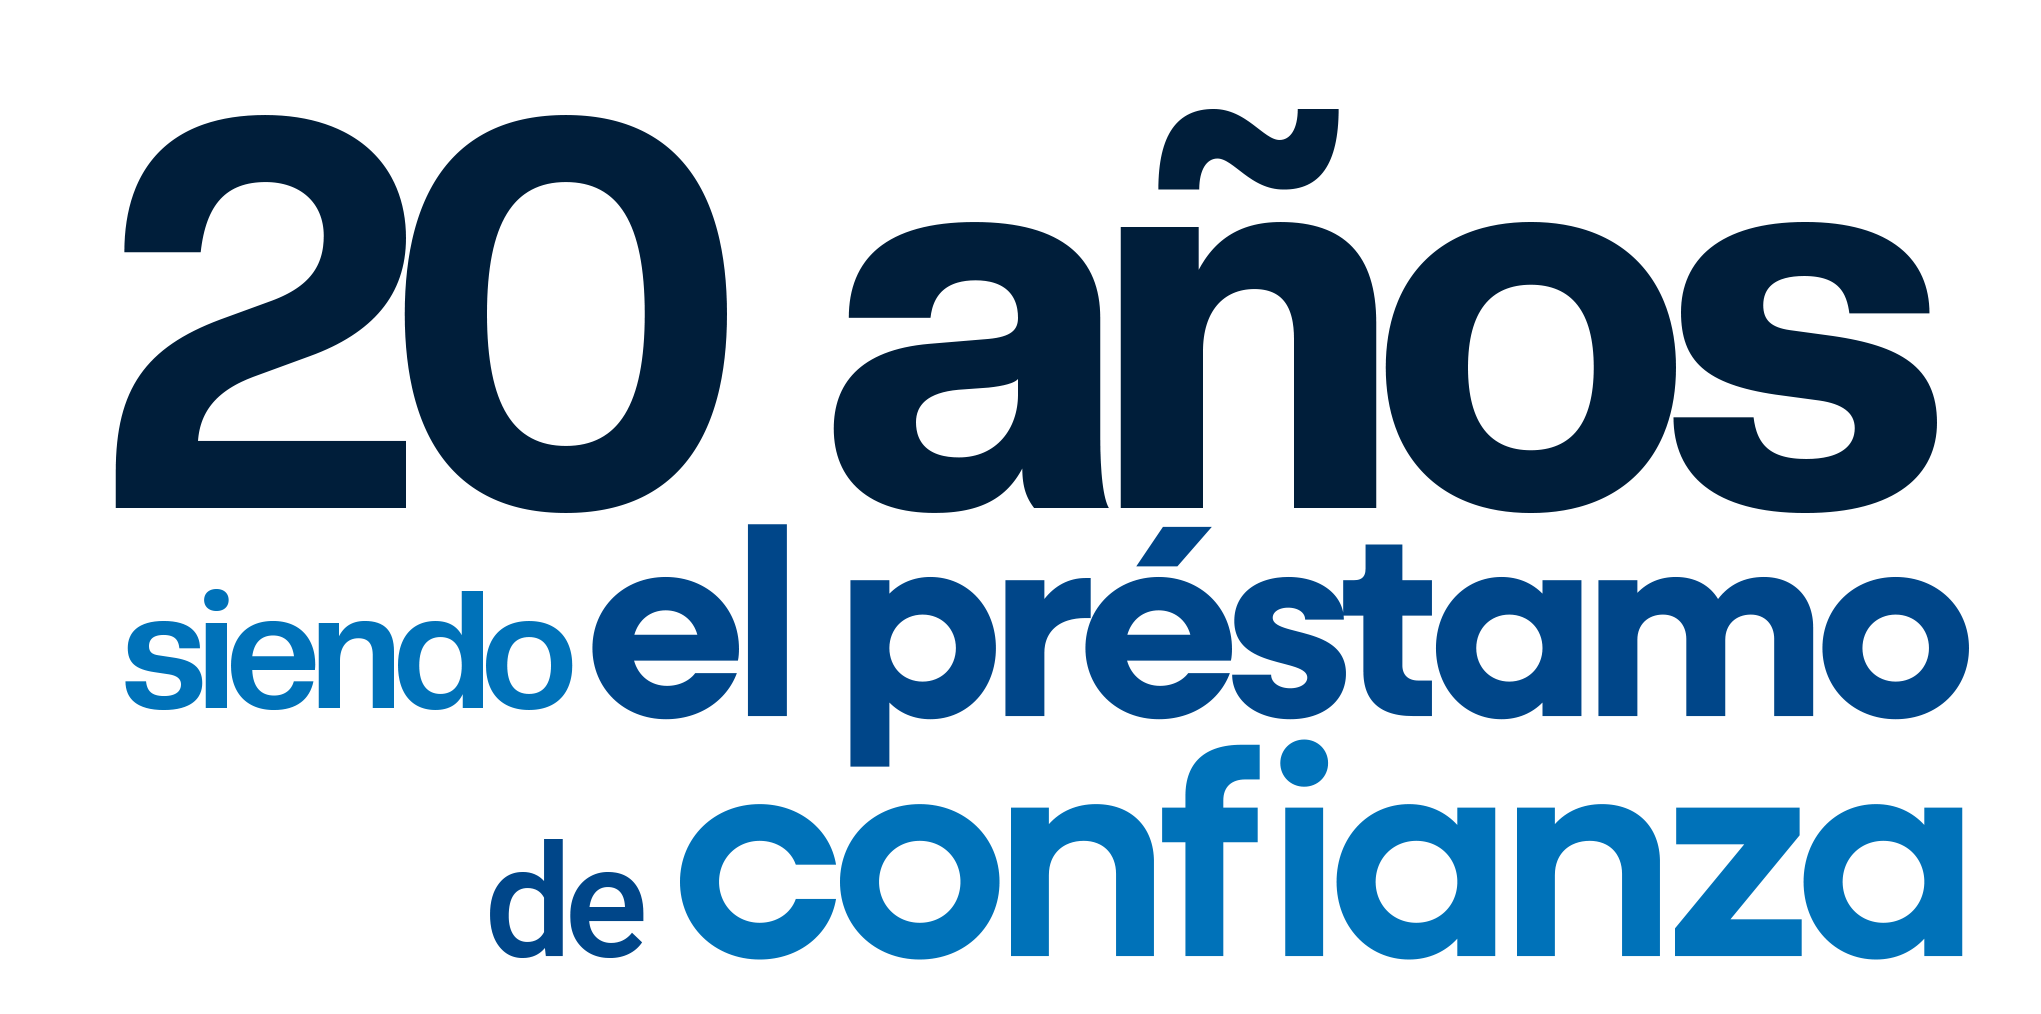 20 años
siendo el préstamo
de confianza